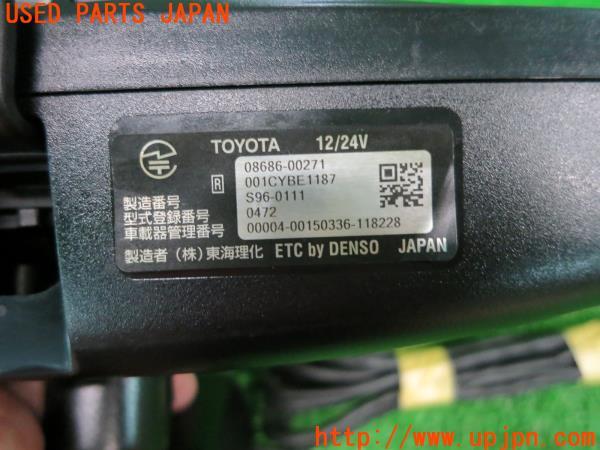 USED PARTS JAPAN
TOYOTA 12/24V
08686-00271
R 001CYBE1187
製造番号 S96-0111
型式登録番号 0472
車載器管理番号 00004-00150336-118228
製造者 (株) 東海理化 ETC by DENSO JAPAN
http://www.upjpn.com/